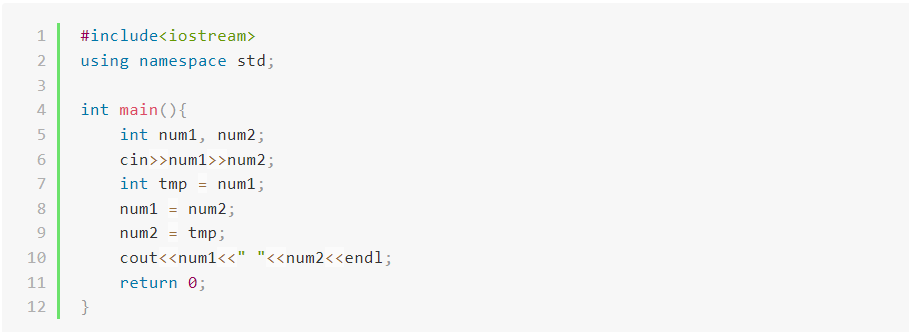 1 #include<iostream>
2 using namespace std;
3
4 int main(){
5     int num1, num2;
6     cin>>num1>>num2;
7     int tmp = num1;
8     num1 = num2;
9     num2 = tmp;
10     cout<<num1<<" "<<num2<<endl;
11     return 0;
12 }